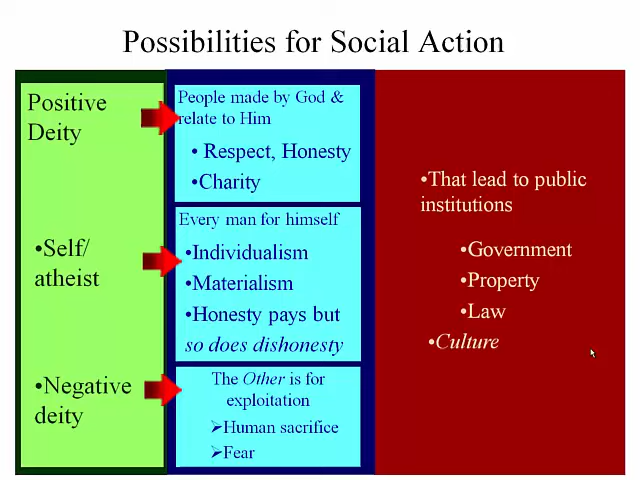 Possibilities for Social Action
Positive
Deity
•Self/
atheist
•Negative
deity
People made by God &
relate to Him
• Respect, Honesty
•Charity
Every man for himself
•Individualism
•Materialism
•Honesty pays but
so does dishonesty
The Other is for
exploitation
➢Human sacrifice
➢Fear
•That lead to public
institutions
•Government
•Property
•Law
•Culture